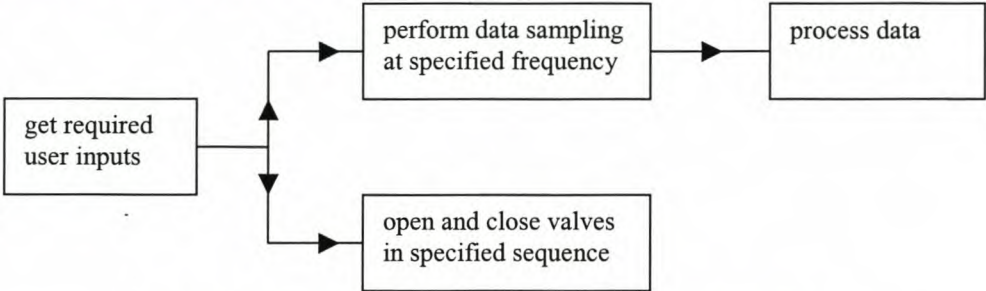 get required
user inputs
perform data sampling
at specified frequency
process data
open and close valves
in specified sequence